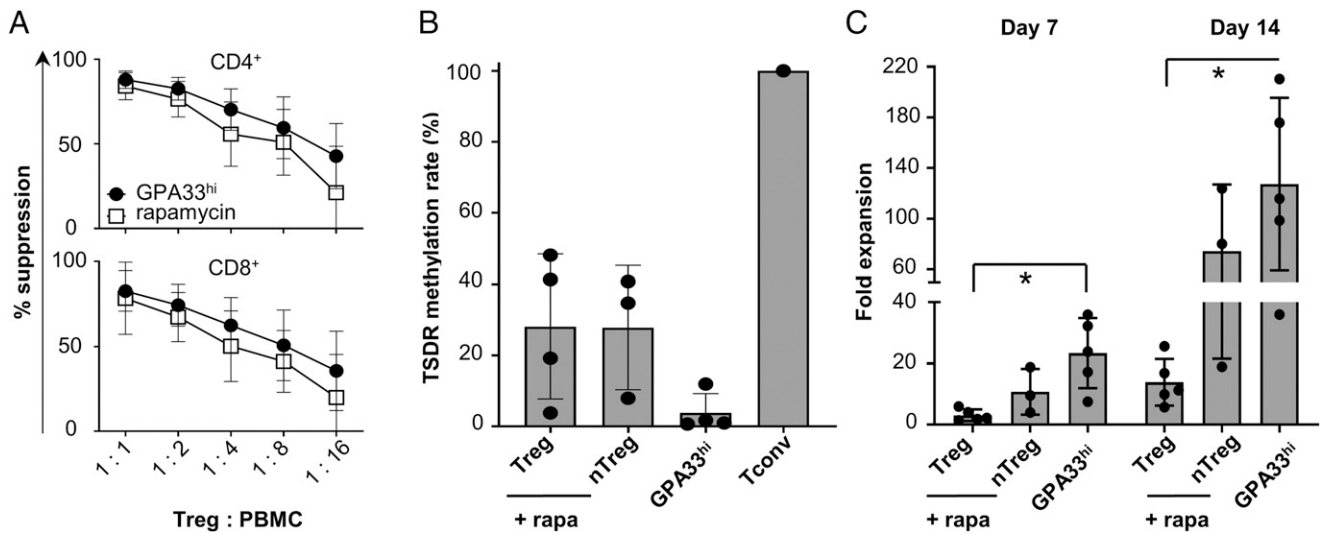 A
CD4⁺
100
50
0
GPA33ʰⁱ
rapamycin
% suppression
CD8⁺
100
50
0
1 : 1
1 : 2
1 : 4
1 : 8
1 : 16
Treg : PBMC
B
TSDR methylation rate (%)
100
80
60
40
20
0
Treg
nTreg
GPA33ʰⁱ
Tconv
+ rapa
C
Day 7
Day 14
Fold expansion
220
180
140
100
60
40
20
0
*
*
Treg
nTreg
GPA33ʰⁱ
Treg
nTreg
GPA33ʰⁱ
+ rapa
+ rapa